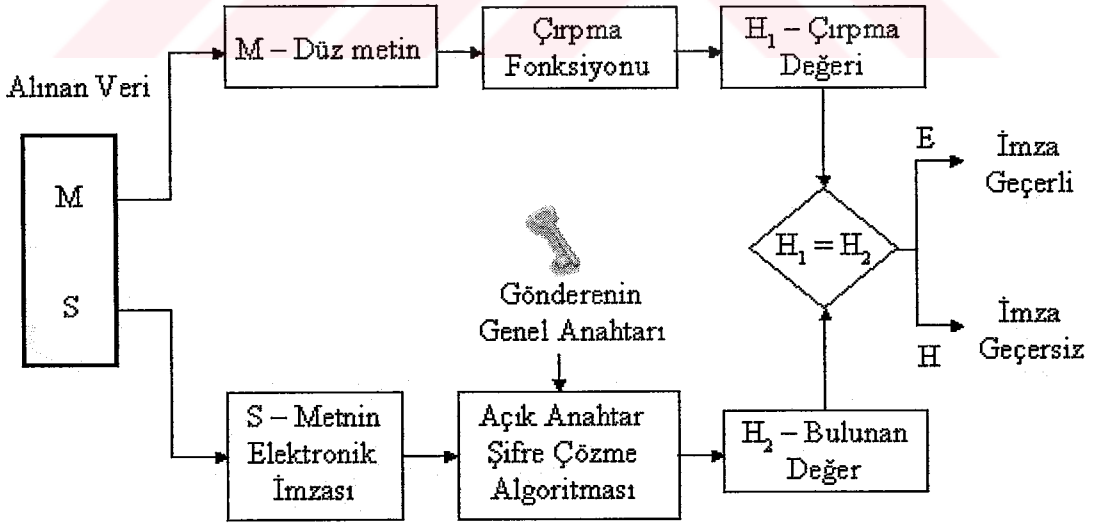 M – Düz metin
Çırpma
Fonksiyonu
H₁ – Çırpma
Değeri
Alınan Veri
M
S
E
İmza
Geçerli
H₁ = H₂
Gönderenin
Genel Anahtarı
H
İmza
Geçersiz
S – Metnin
Elektronik
İmzası
Açık Anahtar
Şifre Çözme
Algoritması
H₂ – Bulunan
Değer